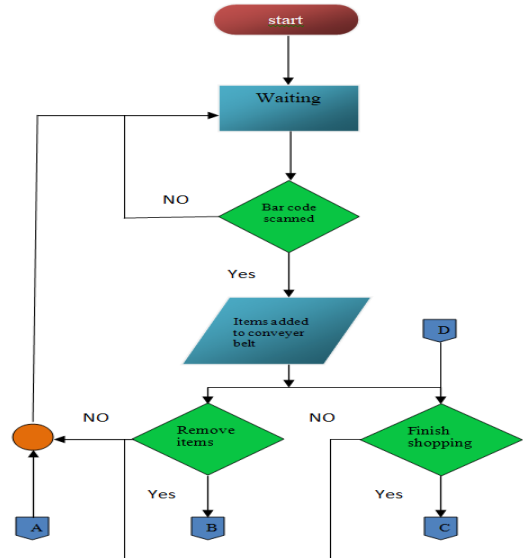 start
Waiting
NO
Bar code
scanned
Yes
Items added
to conveyer
belt
D
NO
Remove
items
NO
Finish
shopping
Yes
Yes
A
B
C